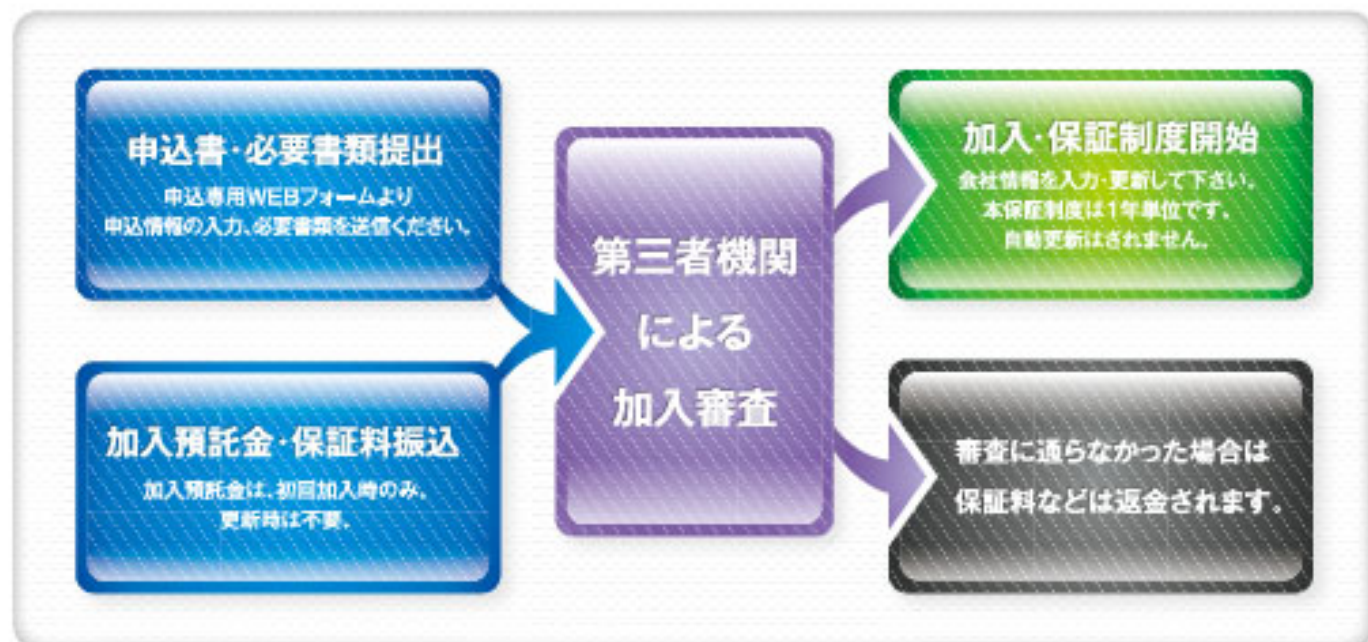 申込書・必要書類提出
申込専用WEBフォームより
申込情報の入力、必要書類を送信ください。
加入預託金・保証料振込
加入預託金は、初回加入時のみ。
更新時は不要。
第三者機関
による
加入審査
加入・保証制度開始
会社情報を入力・更新して下さい。
本保証制度は1年単位です。
自動更新はされません。
審査に通らなかった場合は
保証料などは返金されます。